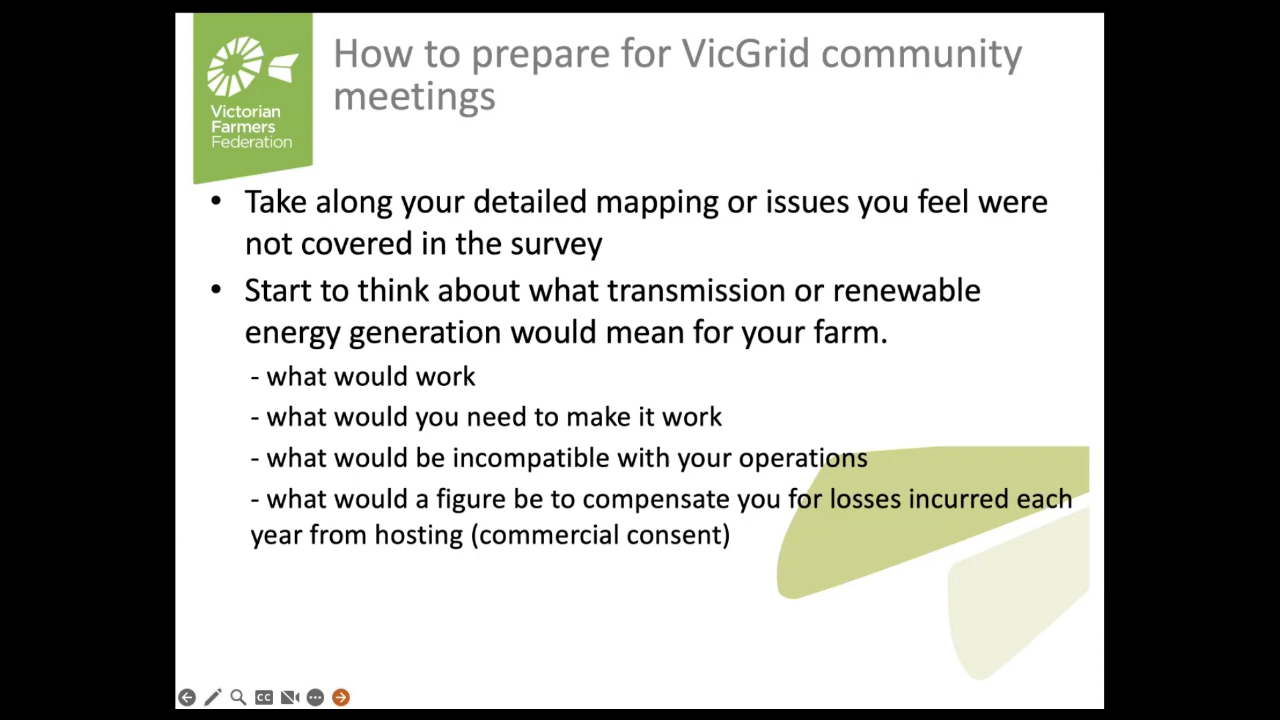 Victorian
Farmers
Federation
How to prepare for VicGrid community
meetings
• Take along your detailed mapping or issues you feel were
not covered in the survey
• Start to think about what transmission or renewable
energy generation would mean for your farm.
- what would work
- what would you need to make it work
- what would be incompatible with your operations
- what would a figure be to compensate you for losses incurred each
year from hosting (commercial consent)
CC